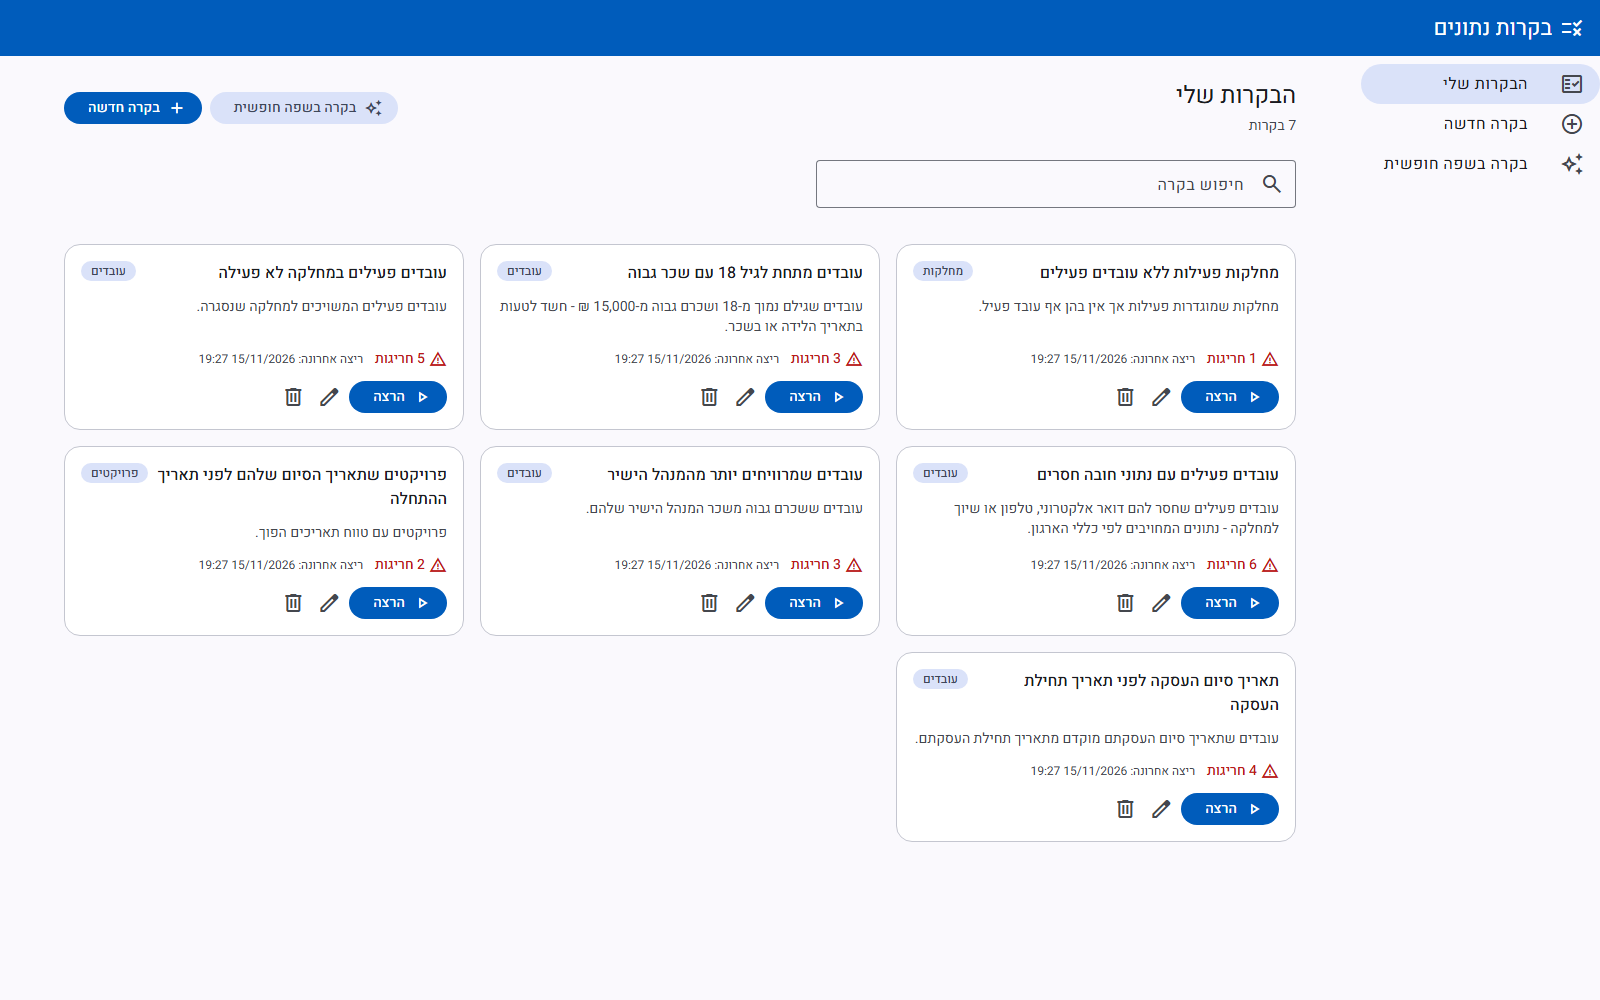 בקרות נתונים
הבקרות שלי
בקרה חדשה
בקרה בשפה חופשית
הבקרות שלי
7 בקרות
בקרה בשפה חופשית
בקרה חדשה
חיפוש בקרה
מחלקות פעילות ללא עובדים פעילים
מחלקות
מחלקות שמוגדרות פעילות אך אין בהן אף עובד פעיל.
1 חריגות ריצה אחרונה: 15/11/2026 19:27
הרצה
עובדים מתחת לגיל 18 עם שכר גבוה
עובדים
עובדים שגילם נמוך מ-18 ושכרם גבוה מ-15,000 ₪ - חשד לטעות
בתאריך הלידה או בשכר.
3 חריגות ריצה אחרונה: 15/11/2026 19:27
הרצה
עובדים פעילים במחלקה לא פעילה
עובדים
עובדים פעילים המשויכים למחלקה שנסגרה.
5 חריגות ריצה אחרונה: 15/11/2026 19:27
הרצה
עובדים פעילים עם נתוני חובה חסרים
עובדים
עובדים פעילים שחסר להם דואר אלקטרוני, טלפון או שיוך
למחלקה - נתונים המחויבים לפי כללי הארגון.
6 חריגות ריצה אחרונה: 15/11/2026 19:27
הרצה
עובדים שמרוויחים יותר מהמנהל הישיר
עובדים
עובדים ששכרם גבוה משכר המנהל הישיר שלהם.
3 חריגות ריצה אחרונה: 15/11/2026 19:27
הרצה
פרויקטים שתאריך הסיום שלהם לפני תאריך
ההתחלה
פרויקטים
פרויקטים עם טווח תאריכים הפוך.
2 חריגות ריצה אחרונה: 15/11/2026 19:27
הרצה
תאריך סיום העסקה לפני תאריך תחילת
העסקה
עובדים
עובדים שתאריך סיום העסקתם מוקדם מתאריך תחילת העסקתם.
4 חריגות ריצה אחרונה: 15/11/2026 19:27
הרצה